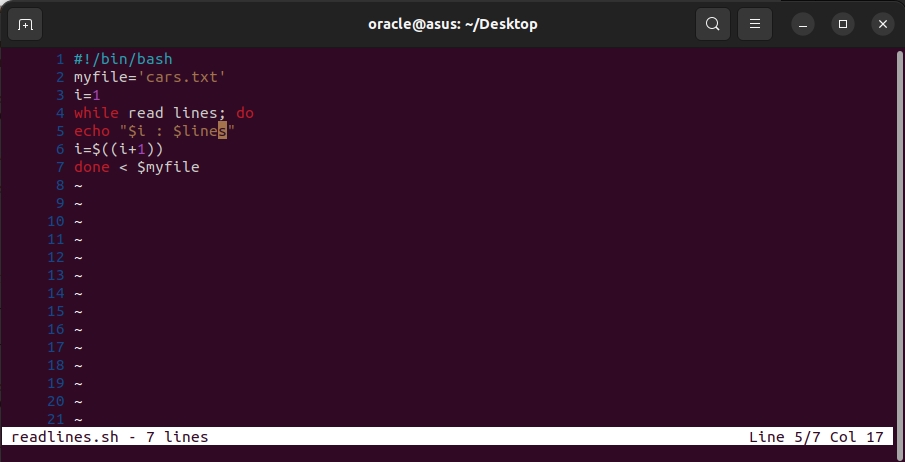 oracle@asus: ~/Desktop
1 #!/bin/bash
2 myfile='cars.txt'
3 i=1
4 while read lines; do
5 echo "$i : $lines"
6 i=$((i+1))
7 done < $myfile
8 ~
9 ~
10 ~
11 ~
12 ~
13 ~
14 ~
15 ~
16 ~
17 ~
18 ~
19 ~
20 ~
21 ~
readlines.sh - 7 lines Line 5/7 Col 17